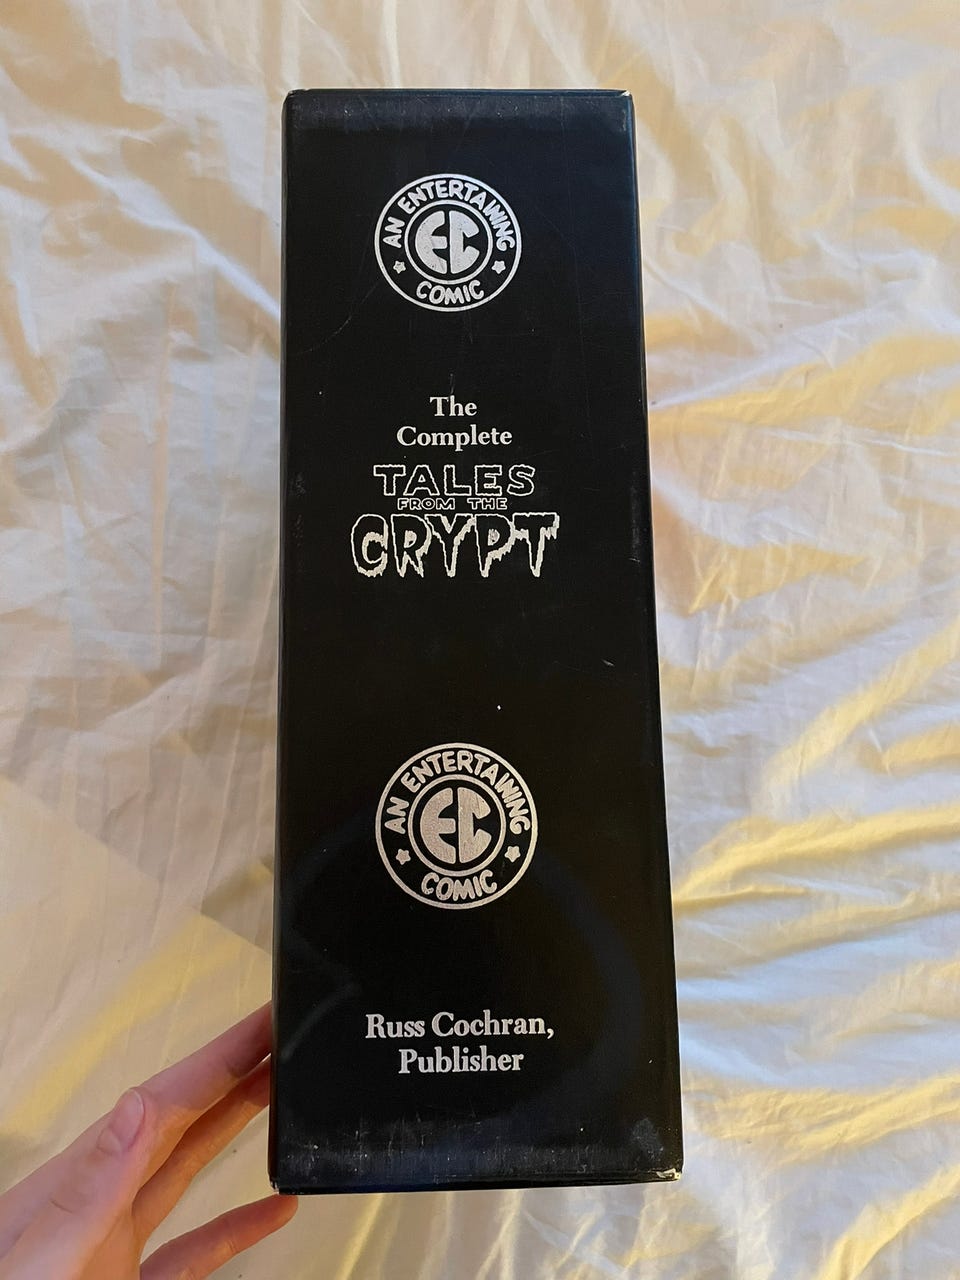 AN ENTERTAINING
EC
COMIC
The
Complete
TALES
FROM THE
CRYPT
AN ENTERTAINING
EC
COMIC
Russ Cochran,
Publisher